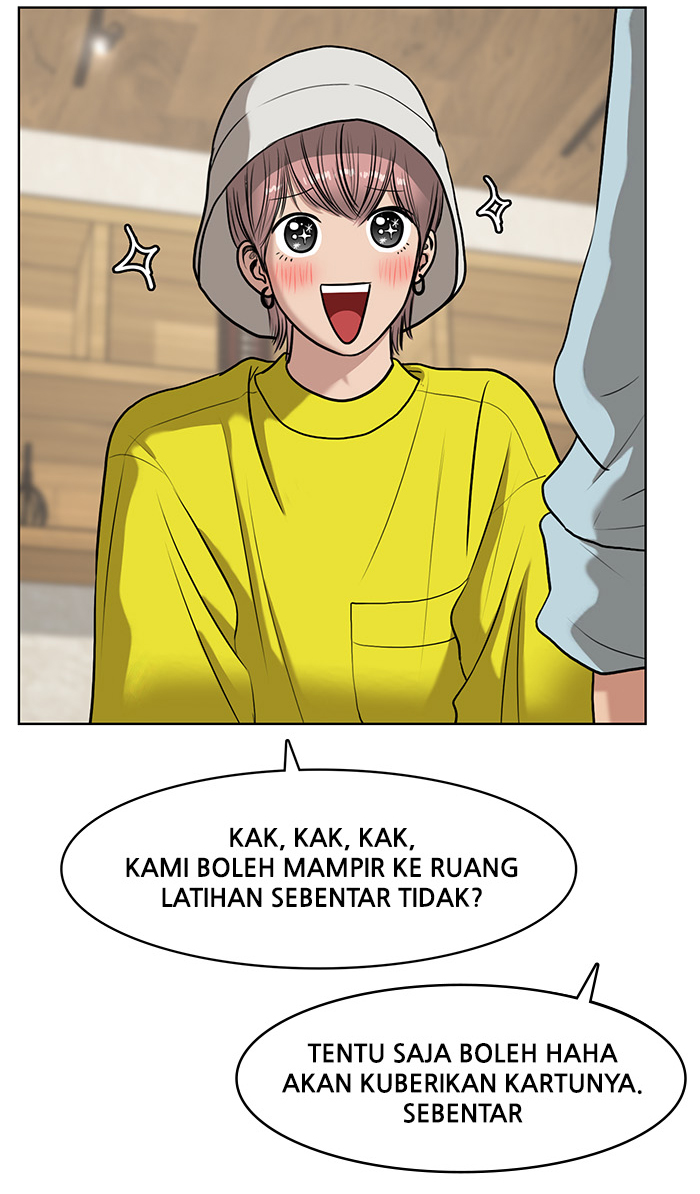 KAK, KAK, KAK,
KAMI BOLEH MAMPIR KE RUANG
LATIHAN SEBENTAR TIDAK?
TENTU SAJA BOLEH HAHA
AKAN KUBERIKAN KARTUNYA.
SEBENTAR